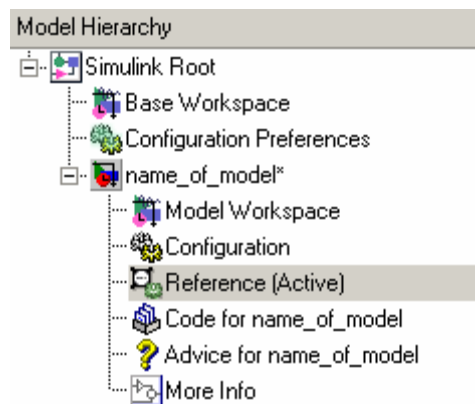 Model Hierarchy
Simulink Root
Base Workspace
Configuration Preferences
name_of_model*
Model Workspace
Configuration
Reference (Active)
Code for name_of_model
Advice for name_of_model
More Info